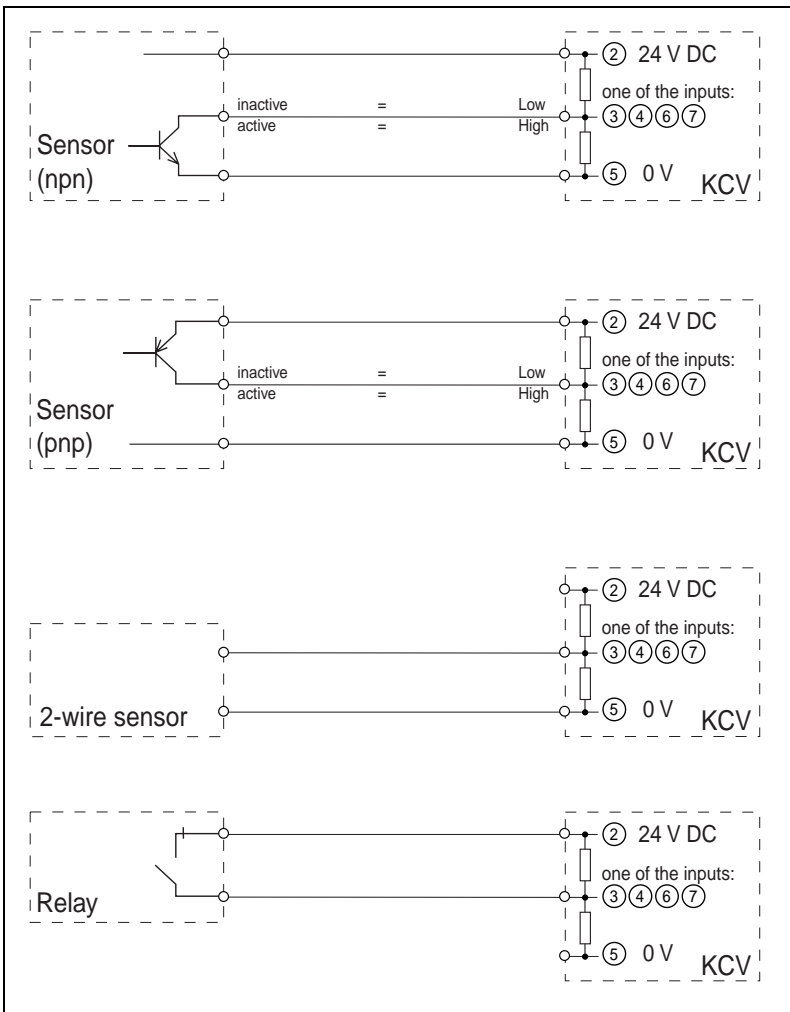 ② 24 V DC
one of the inputs:
inactive = Low
active = High
③④⑥⑦
Sensor
(npn)
⑤ 0 V
KCV
② 24 V DC
one of the inputs:
inactive = Low
active = High
③④⑥⑦
Sensor
(pnp)
⑤ 0 V
KCV
② 24 V DC
one of the inputs:
③④⑥⑦
2-wire sensor
⑤ 0 V
KCV
② 24 V DC
one of the inputs:
③④⑥⑦
Relay
⑤ 0 V
KCV